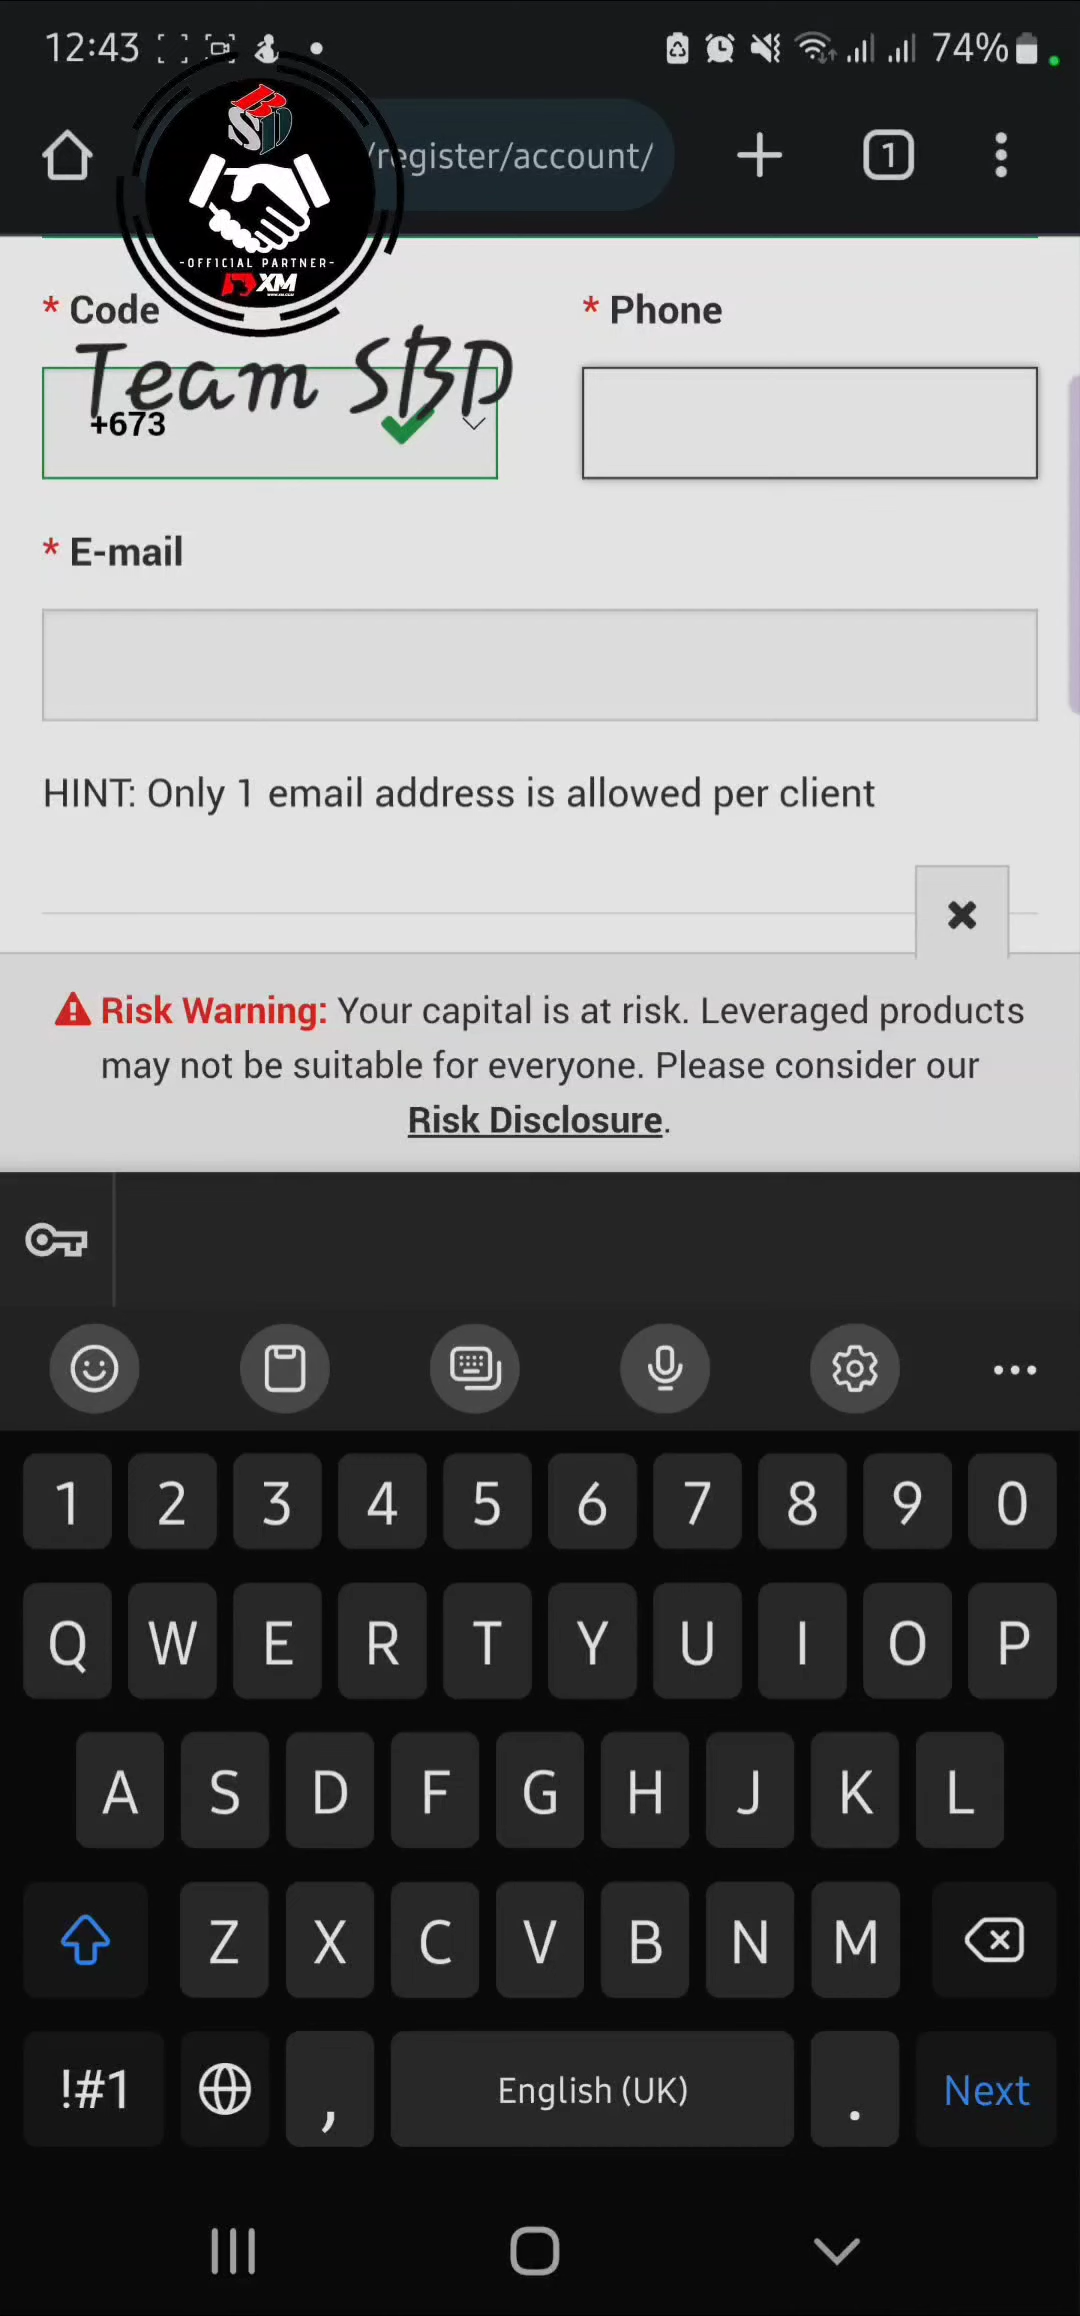 12:43
74%
/register/account/
1
SBD
-OFFICIAL PARTNER-
XM
* Code
* Phone
Team SBD
+673
* E-mail
HINT: Only 1 email address is allowed per client
Risk Warning: Your capital is at risk. Leveraged products
may not be suitable for everyone. Please consider our
Risk Disclosure.
1 2 3 4 5 6 7 8 9 0
Q W E R T Y U I O P
A S D F G H J K L
Z X C V B N M
!#1 , English (UK) . Next